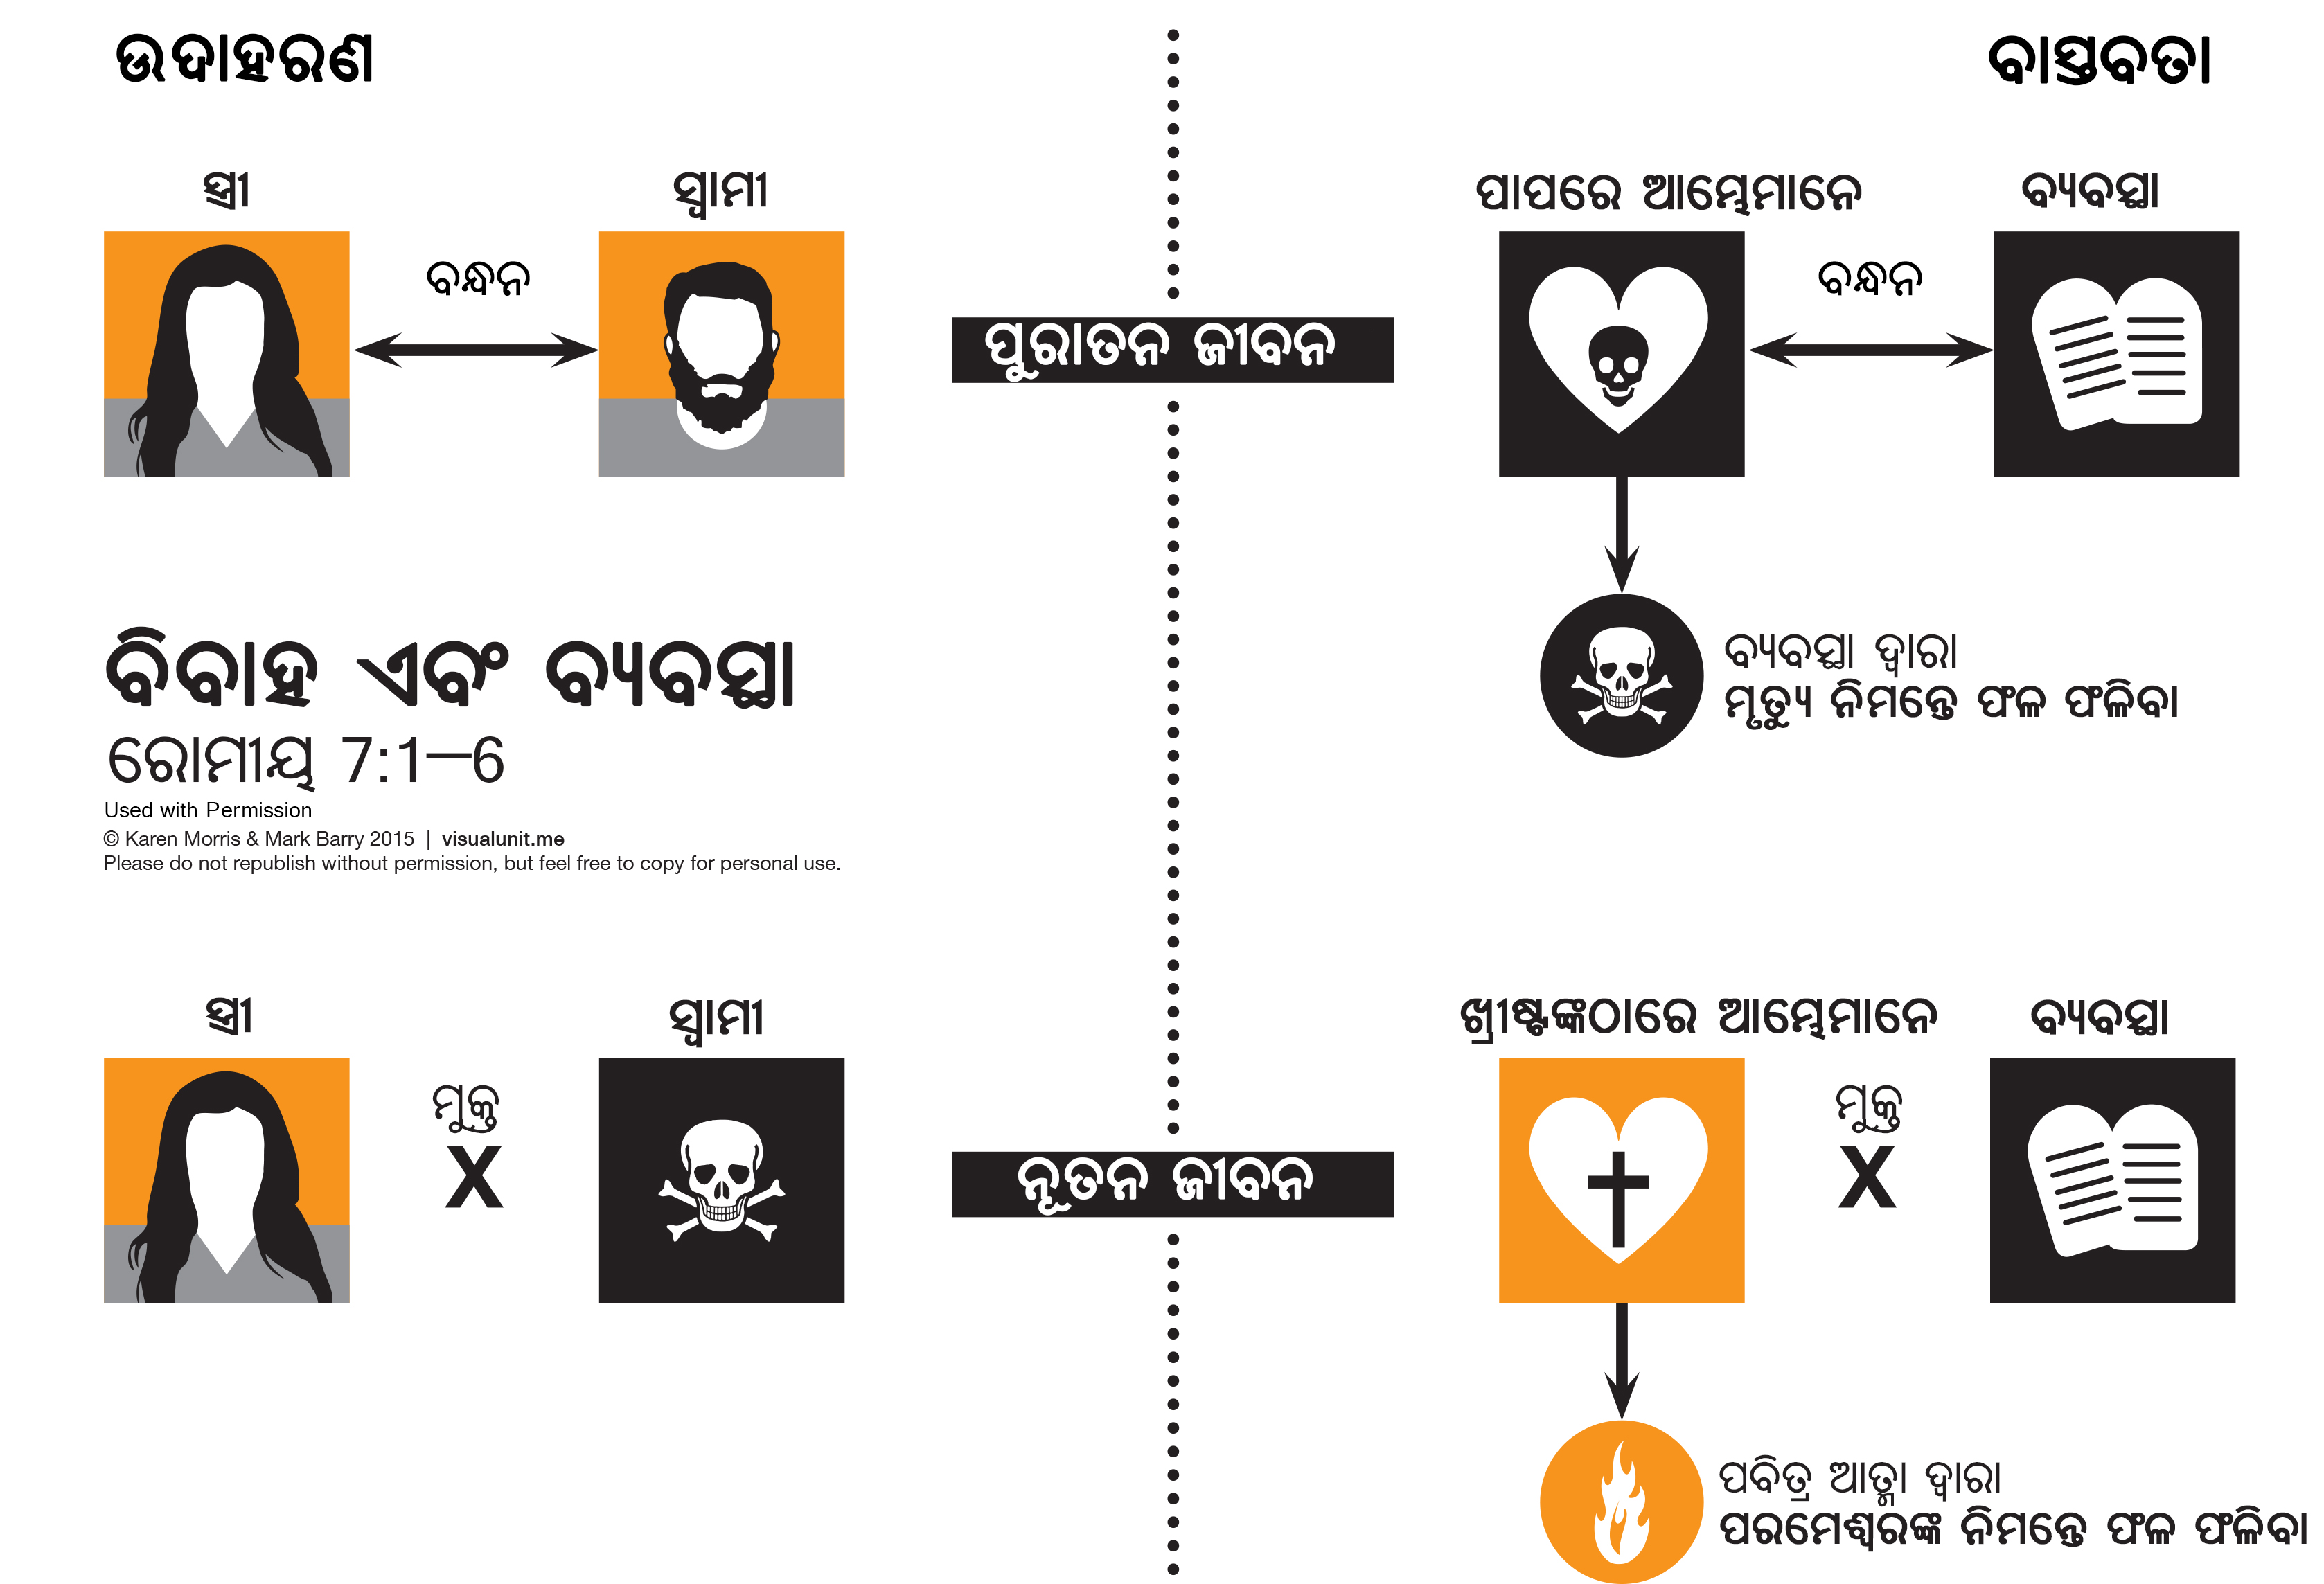 ଉଦାହରଣ
ବାସ୍ତବତା
ସ୍ତ୍ରୀ
ସ୍ୱାମୀ
ପାପରେ ଆମ୍ଭେମାନେ
ବ୍ୟବସ୍ଥା
ବନ୍ଧନ
ବନ୍ଧନ
ପୁରାତନ ଜୀବନ
ବ୍ୟବସ୍ଥା ଦ୍ୱାରା
ମୃତ୍ୟୁ ନିମନ୍ତେ ଫଳ ଫଳିବା
ବିବାହ ଏବଂ ବ୍ୟବସ୍ଥା
ରୋମୀୟ 7:1—6
Used with Permission
© Karen Morris & Mark Barry 2015 | visualunit.me
Please do not republish without permission, but feel free to copy for personal use.
ସ୍ତ୍ରୀ
ସ୍ୱାମୀ
ଖ୍ରୀଷ୍ଟଙ୍କଠାରେ ଆମ୍ଭେମାନେ
ବ୍ୟବସ୍ଥା
ମୁକ୍ତ
X
ମୁକ୍ତ
X
ନୂତନ ଜୀବନ
ପବିତ୍ର ଆତ୍ମା ଦ୍ୱାରା
ପରମେଶ୍ୱରଙ୍କ ନିମନ୍ତେ ଫଳ ଫଳିବା